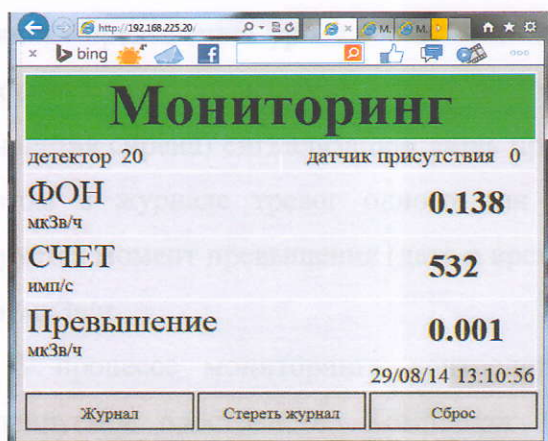 http://192.168.225.20/
M.
M.
bing
4°
Мониторинг
детектор 20
датчик присутствия 0
ФОН
0.138
мкЗв/ч
СЧЕТ
532
имп/с
Превышение
0.001
мкЗв/ч
29/08/14 13:10:56
Журнал
Стереть журнал
Сброс